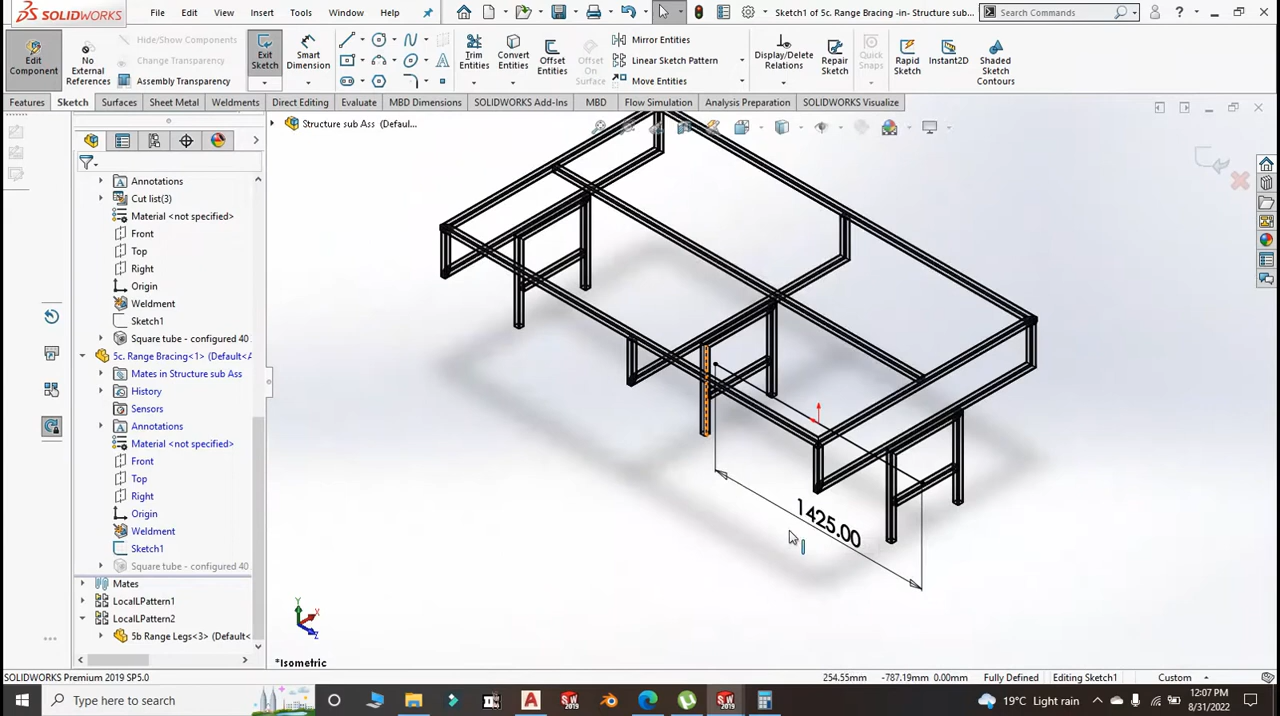 SOLIDWORKS
File Edit View Insert Tools Window Help
Sketch1 of 5c. Range Bracing -in- Structure sub...
Search Commands
Edit Component
No External References
Hide/Show Components
Change Transparency
Assembly Transparency
Exit Sketch
Smart Dimension
Trim Entities
Convert Entities
Offset Entities
Offset On Surface
Mirror Entities
Linear Sketch Pattern
Move Entities
Display/Delete Relations
Repair Sketch
Quick Snaps
Rapid Sketch
Instant2D
Shaded Sketch Contours
Features Sketch Surfaces Sheet Metal Weldments Direct Editing Evaluate MBD Dimensions SOLIDWORKS Add-Ins MBD Flow Simulation Analysis Preparation SOLIDWORKS Visualize
Structure sub Ass (Defaul...
Annotations
Cut list(3)
Material <not specified>
Front
Top
Right
Origin
Weldment
Sketch1
Square tube - configured 40
5c. Range Bracing<1> (Default<A
Mates in Structure sub Ass
History
Sensors
Annotations
Material <not specified>
Front
Top
Right
Origin
Weldment
Sketch1
Square tube - configured 40
Mates
LocalLPattern1
LocalLPattern2
5b Range Legs<3> (Default<
1425.00
Y
X
Z
*Isometric
SOLIDWORKS Premium 2019 SP5.0
254.55mm -787.19mm 0.00mm Fully Defined Editing Sketch1 Custom
Type here to search
19°C Light rain
12:07 PM
8/31/2022